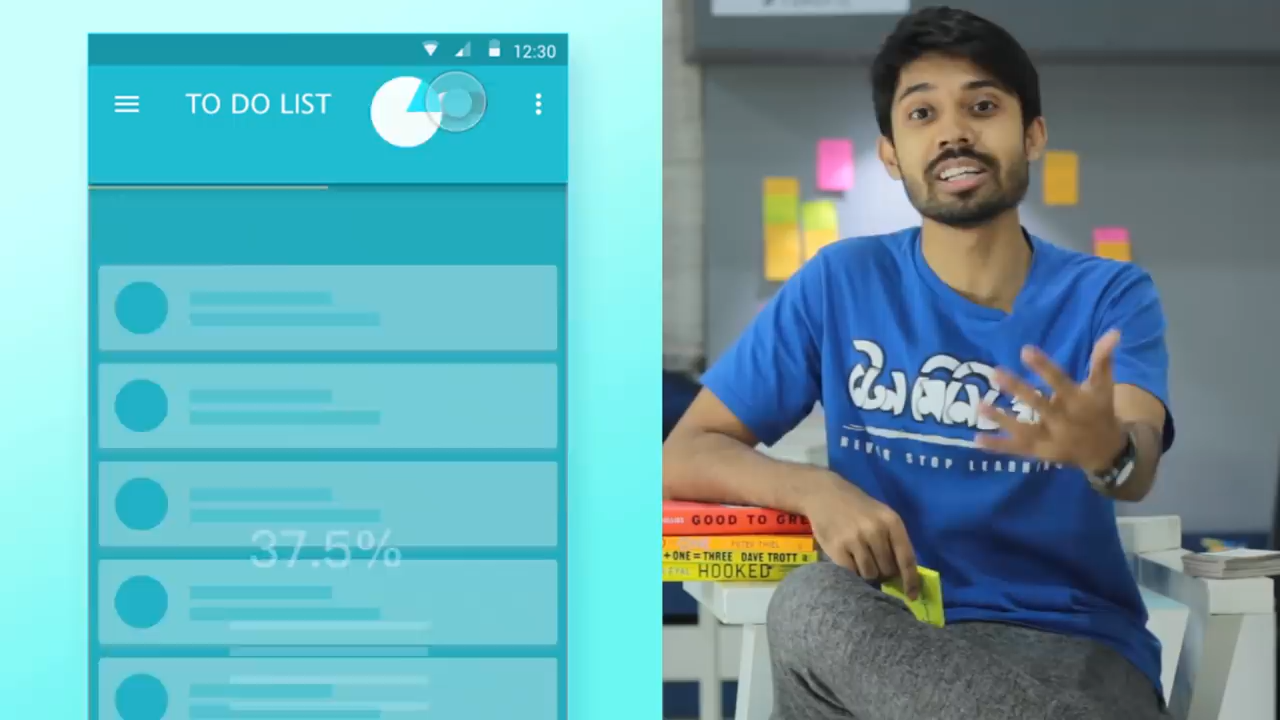 12:30
TO DO LIST
37.5%
টেন মিনিট
NEVER STOP LEARNING
GOOD TO GRE
PETER THIEL
+ ONE = THREE DAVE TROTT
HOOKED